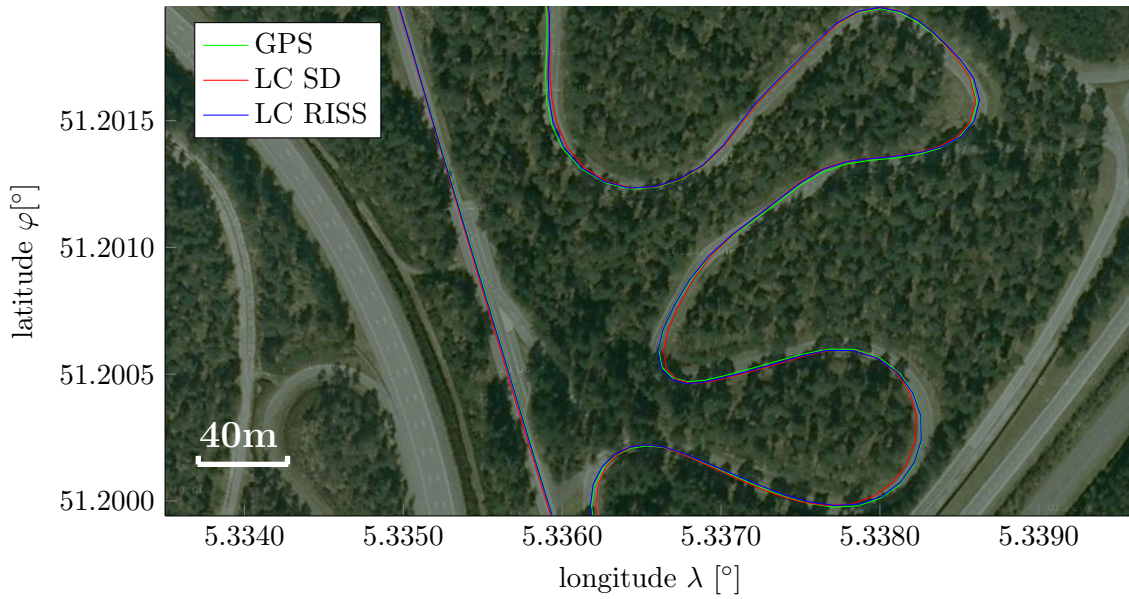 GPS
LC SD
LC RISS
51.2015
51.2010
51.2005
51.2000
latitude φ[°]
40m
5.3340 5.3350 5.3360 5.3370 5.3380 5.3390
longitude λ [°]